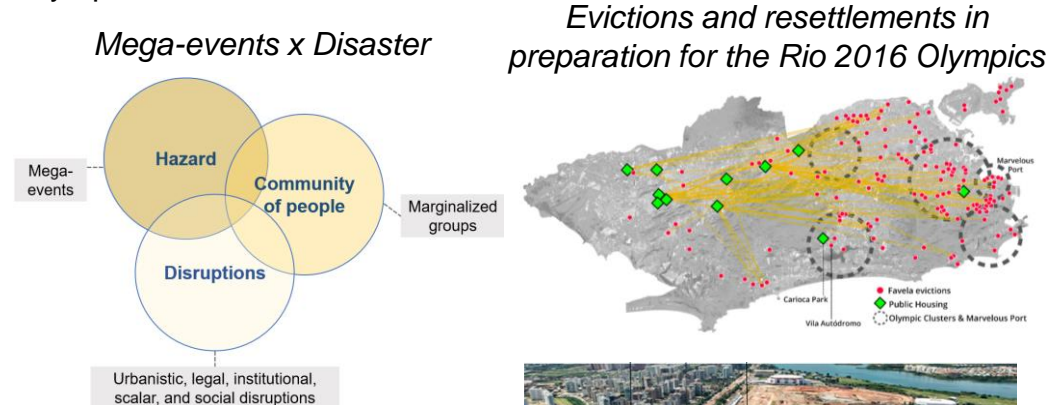 Mega-events x Disaster
Hazard
Mega-
events
Community
of people
Marginalized
groups
Disruptions
Urbanistic, legal, institutional,
scalar, and social disruptions
Evictions and resettlements in
preparation for the Rio 2016 Olympics
Marvelous
Port
Carioca Park
Vila Autódromo
Favela evictions
Public Housing
Olympic Clusters & Marvelous Port